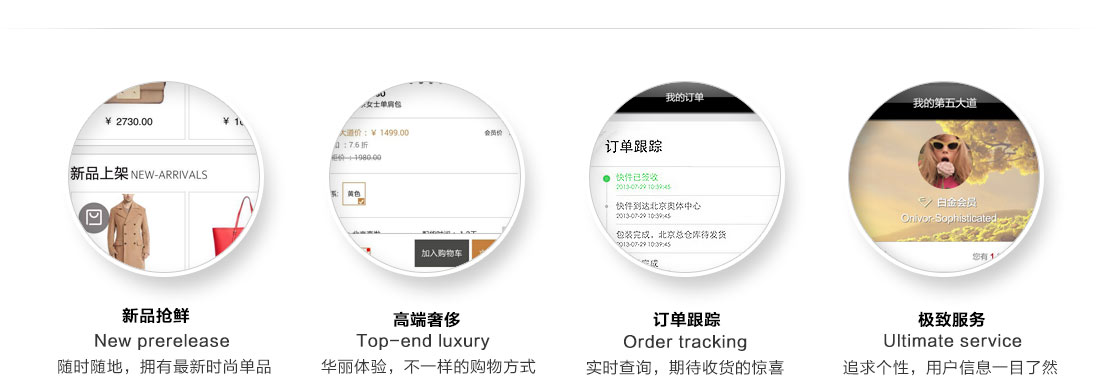 ¥ 2730.00
新品上架 NEW-ARRIVALS
女士单肩包
大道价：¥ 1499.00 会员价
：7.6 折
价：¥ 1980.00
黄色
加入购物车
我的订单
订单跟踪
快件已签收
2013-07-29 10:39:45
快件到达北京奥体中心
2013-07-29 10:39:45
包装完成、北京总仓库待发货
2013-07-29 10:39:45
完成
我的第五大道
白金会员
Onivor-Sophisticated
您有 1
新品抢鲜
New prerelease
随时随地，拥有最新时尚单品
高端奢侈
Top-end luxury
华丽体验，不一样的购物方式
订单跟踪
Order tracking
实时查询，期待收货的惊喜
极致服务
Ultimate service
追求个性，用户信息一目了然